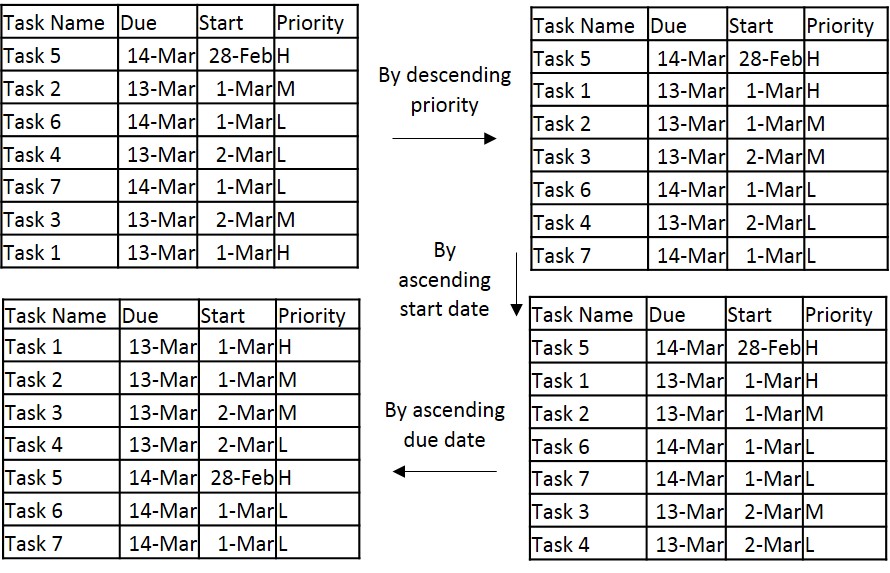 Task Name Due Start Priority
Task 5 14-Mar 28-Feb H
Task 2 13-Mar 1-Mar M
Task 6 14-Mar 1-Mar L
Task 4 13-Mar 2-Mar L
Task 7 14-Mar 1-Mar L
Task 3 13-Mar 2-Mar M
Task 1 13-Mar 1-Mar H
By descending
priority
Task Name Due Start Priority
Task 5 14-Mar 28-Feb H
Task 1 13-Mar 1-Mar H
Task 2 13-Mar 1-Mar M
Task 3 13-Mar 2-Mar M
Task 6 14-Mar 1-Mar L
Task 4 13-Mar 2-Mar L
Task 7 14-Mar 1-Mar L
By
ascending
start date
Task Name Due Start Priority
Task 5 14-Mar 28-Feb H
Task 1 13-Mar 1-Mar H
Task 2 13-Mar 1-Mar M
Task 6 14-Mar 1-Mar L
Task 7 14-Mar 1-Mar L
Task 3 13-Mar 2-Mar M
Task 4 13-Mar 2-Mar L
By ascending
due date
Task Name Due Start Priority
Task 1 13-Mar 1-Mar H
Task 2 13-Mar 1-Mar M
Task 3 13-Mar 2-Mar M
Task 4 13-Mar 2-Mar L
Task 5 14-Mar 28-Feb H
Task 6 14-Mar 1-Mar L
Task 7 14-Mar 1-Mar L